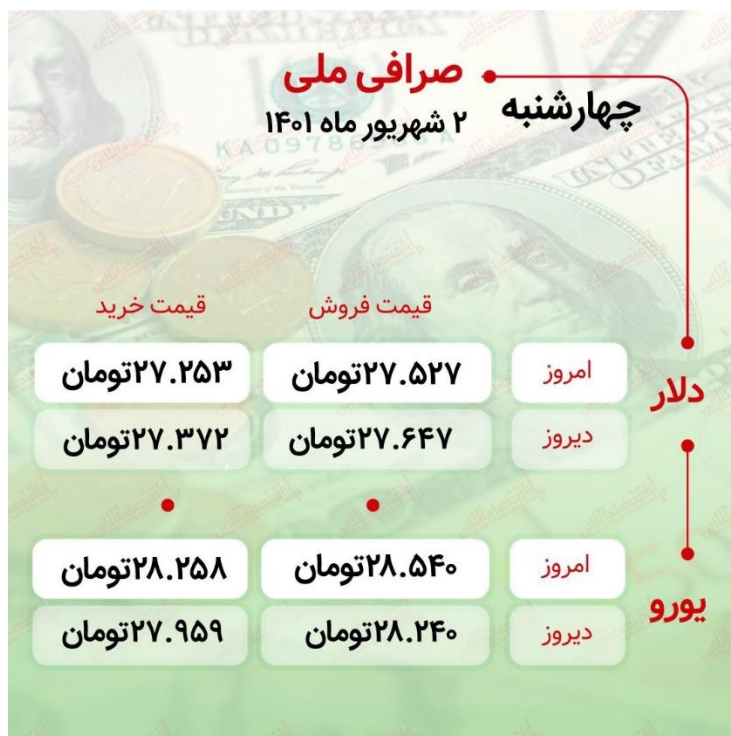 صرافی ملی
چهارشنبه
۲ شهریور ماه ۱۴۰۱
قیمت فروش قیمت خرید
دلار
امروز ۲۷.۵۲۷تومان ۲۷.۲۵۳تومان
دیروز ۲۷.۶۴۷تومان ۲۷.۳۷۲تومان
یورو
امروز ۲۸.۵۴۰تومان ۲۸.۲۵۸تومان
دیروز ۲۸.۲۴۰تومان ۲۷.۹۵۹تومان